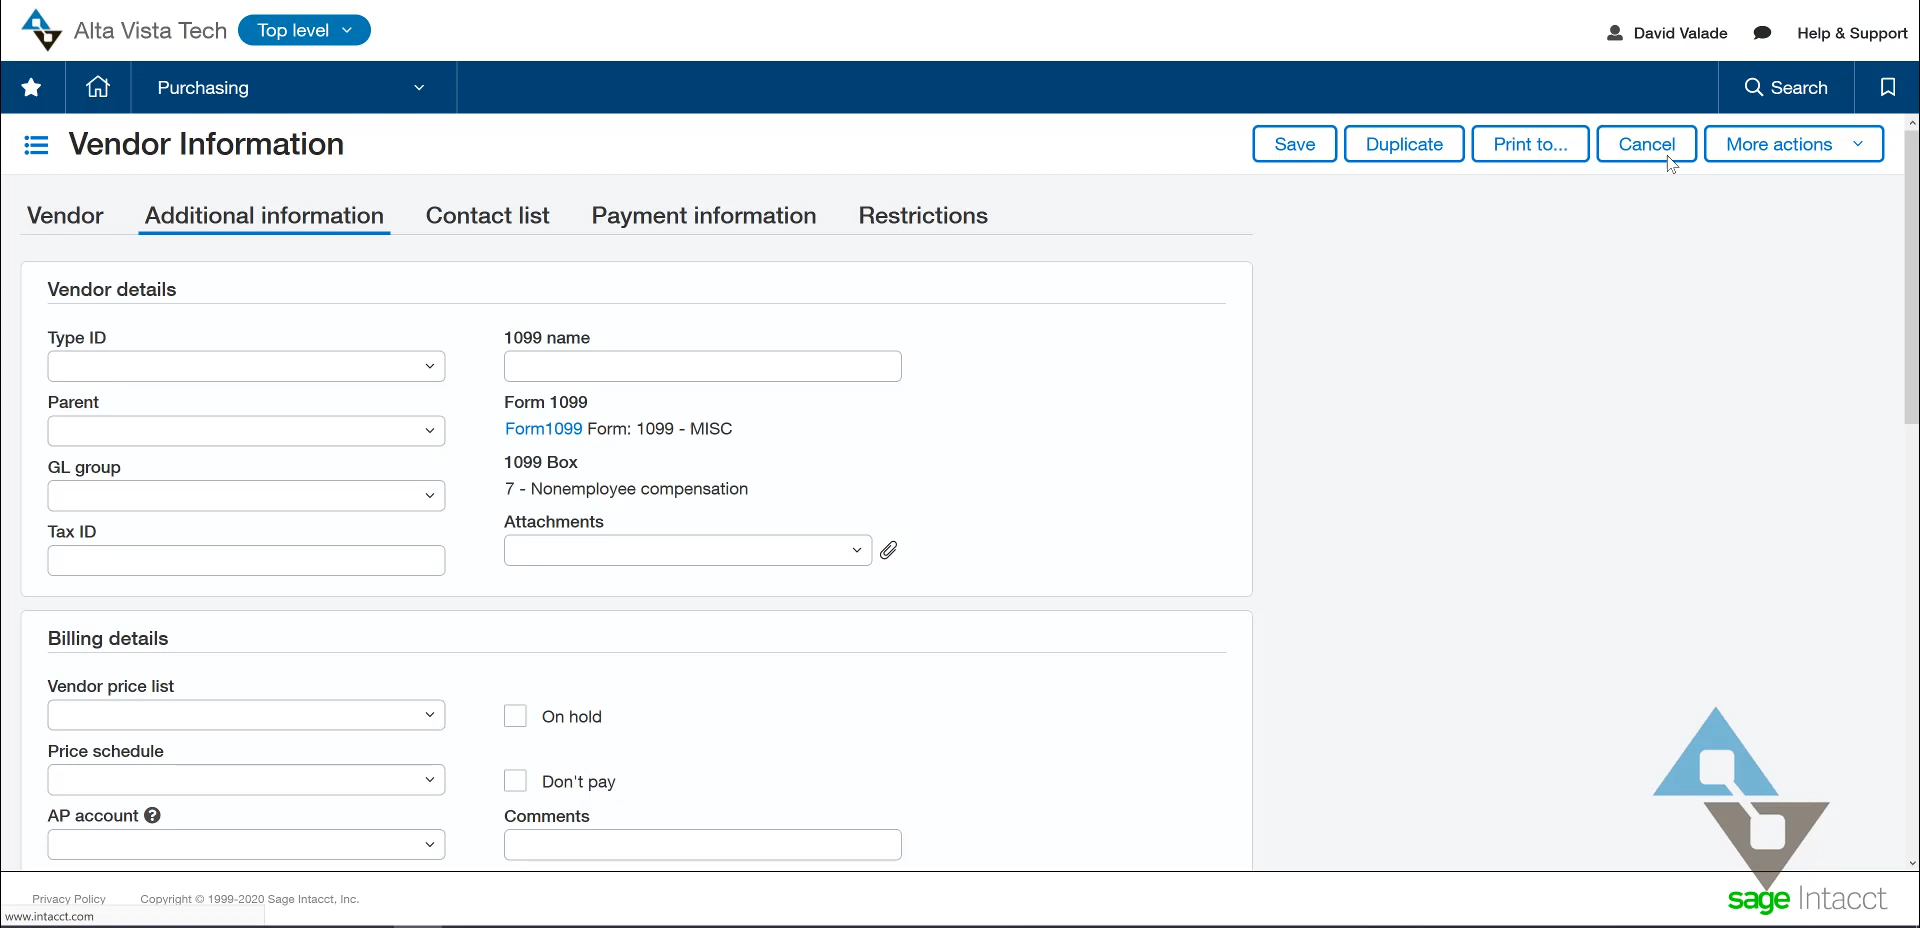 Alta Vista Tech Top level David Valade Help & Support
Purchasing Search
Vendor Information Save Duplicate Print to... Cancel More actions
Vendor Additional information Contact list Payment information Restrictions
Vendor details
Type ID 1099 name
Parent Form 1099
Form1099 Form: 1099 - MISC
GL group 1099 Box
7 - Nonemployee compensation
Tax ID Attachments
Billing details
Vendor price list
On hold
Price schedule
Don't pay
AP account Comments
Privacy Policy Copyright © 1999-2020 Sage Intacct, Inc.
www.intacct.com
sage Intacct